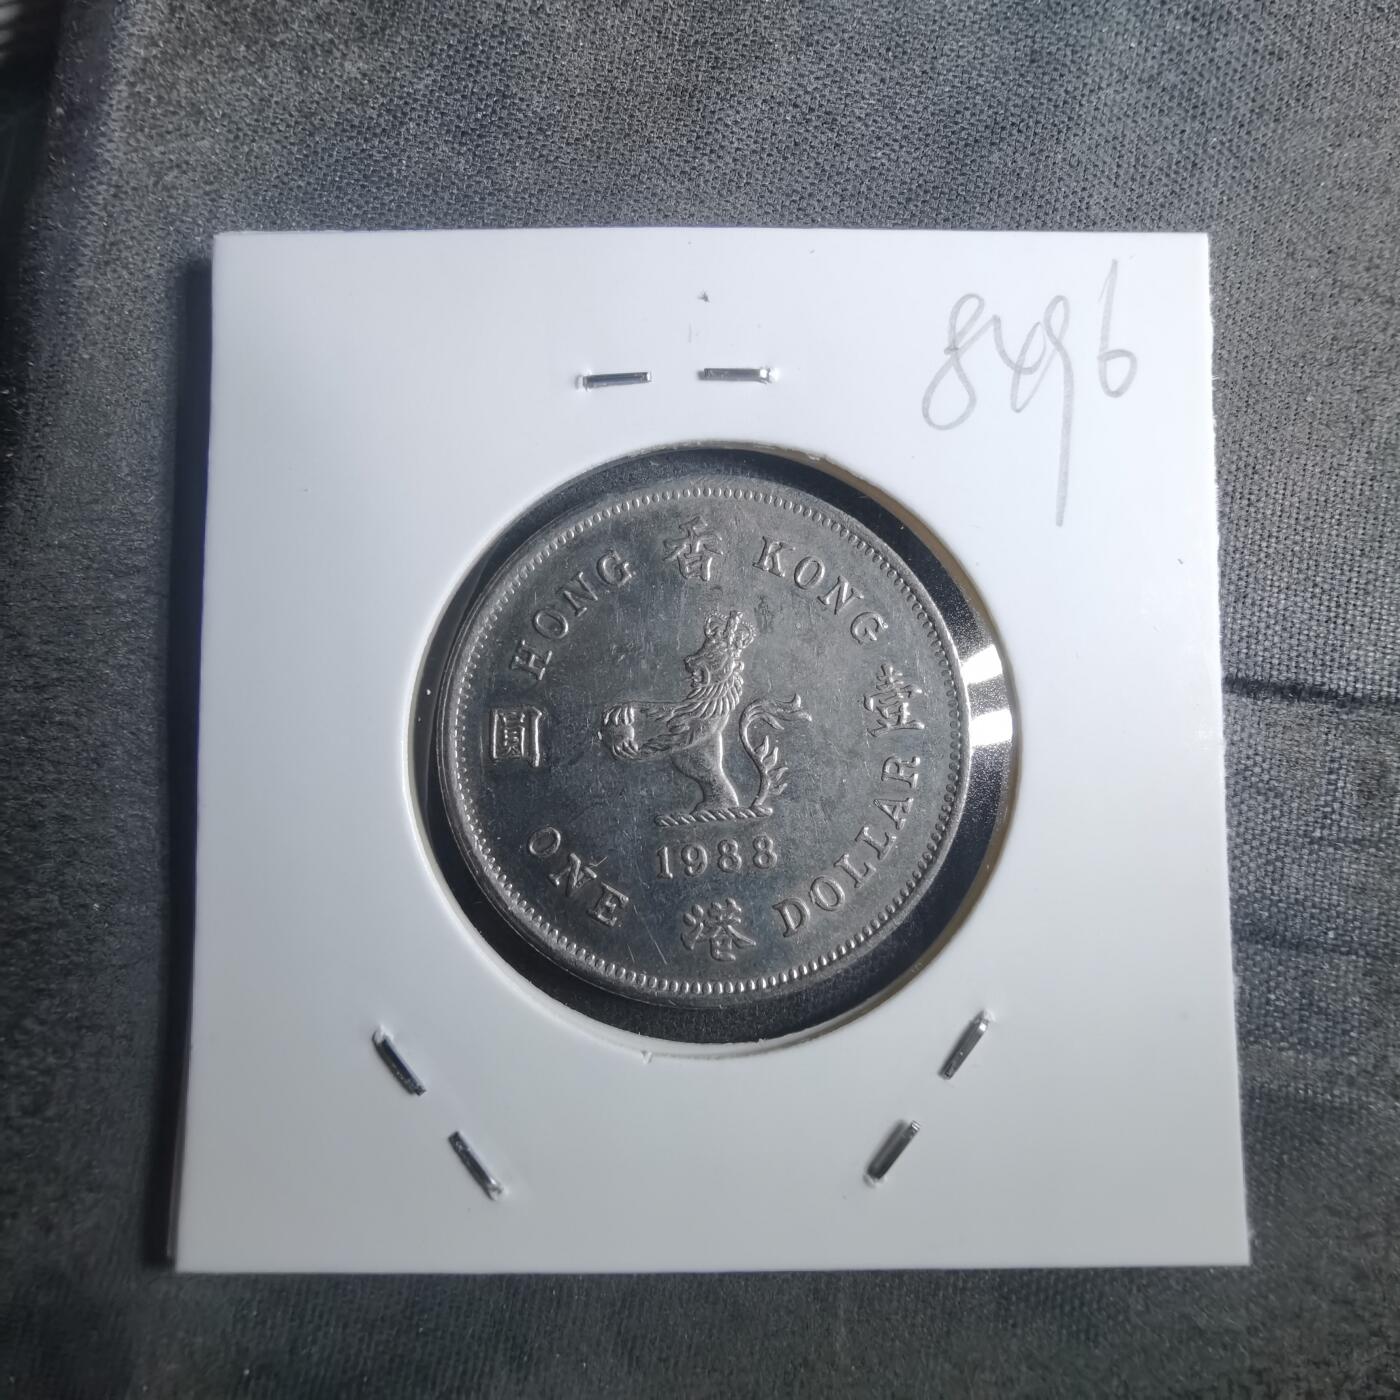 8496
HONG 香 KONG
圓 壹
1988
ONE 港 DOLLAR